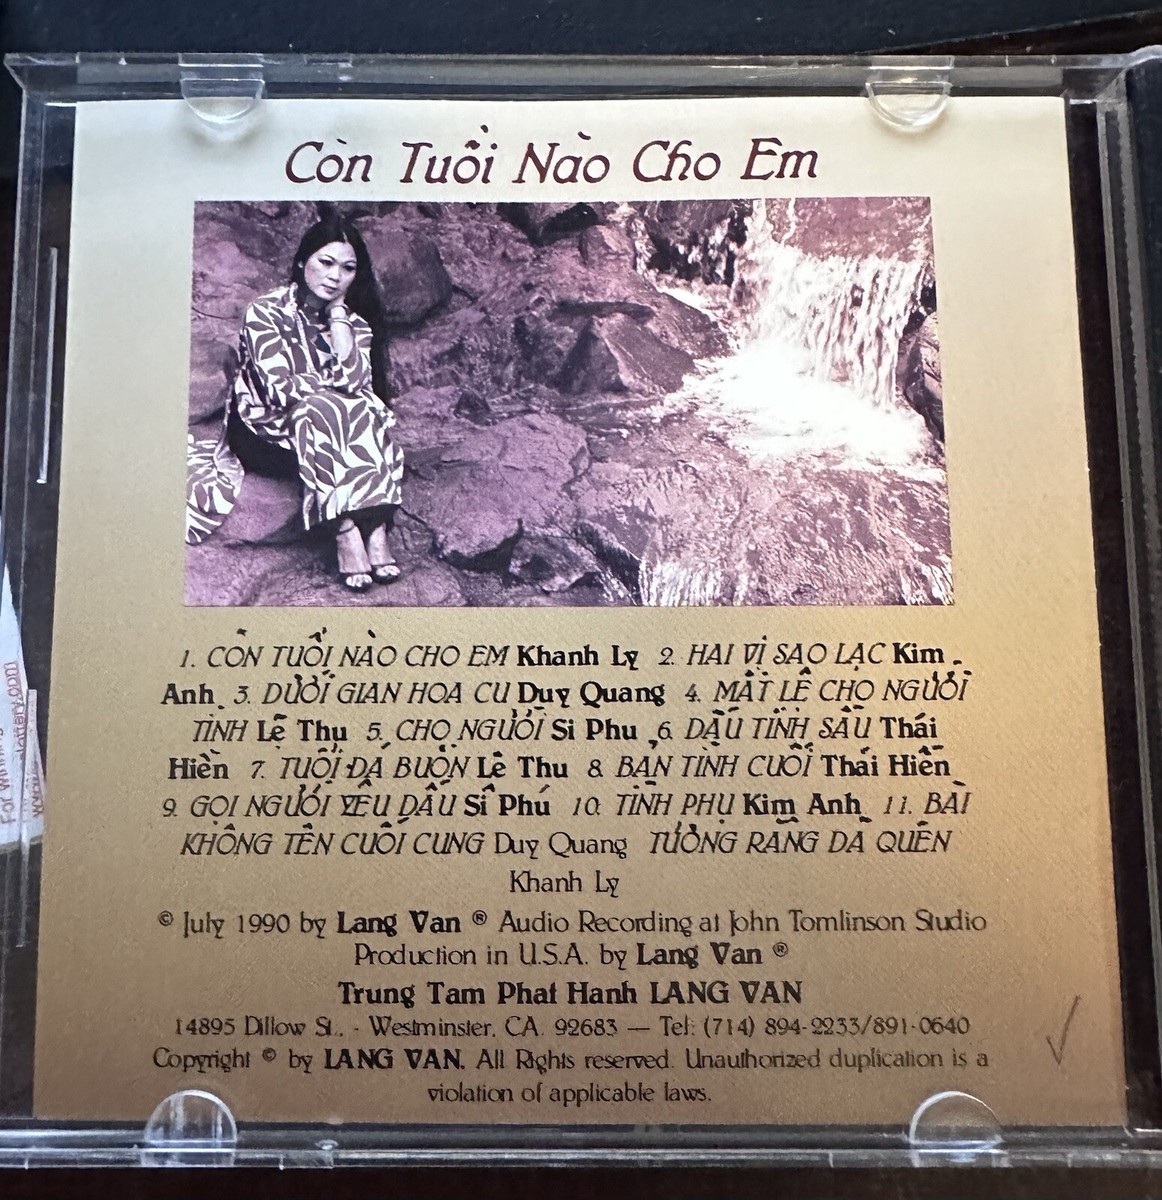 Còn Tuổi Nào Cho Em
1. CÒN TUỔI NÀO CHO EM Khanh Ly 2. HAI VÌ SAO LẠC Kim
Anh 3. DƯỚI GIAN HOA CU Duy Quang 4. MẮT LỆ CHO NGƯỜI
TÌNH Lệ Thu 5. CHO NGƯỜI Si Phu 6. DẤU TÌNH SẦU Thái
Hiền 7. TUỔI ĐÁ BUỒN Lệ Thu 8. BẢN TÌNH CUỐI Thái Hiền
9. GỌI NGƯỜI YÊU DẤU Sĩ Phú 10. TÌNH PHỤ Kim Anh 11. BÀI
KHÔNG TÊN CUỐI CÙNG Duy Quang TƯỞNG RẰNG ĐÃ QUÊN
Khanh Ly
© July 1990 by Lang Van ® Audio Recording at John Tomlinson Studio
Production in U.S.A. by Lang Van ®
Trung Tam Phat Hanh LANG VAN
14895 Dillow St., - Westminster, CA. 92683 — Tel: (714) 894-2233/891-0640
Copyright © by LANG VAN. All Rights reserved. Unauthorized duplication is a
violation of applicable laws.